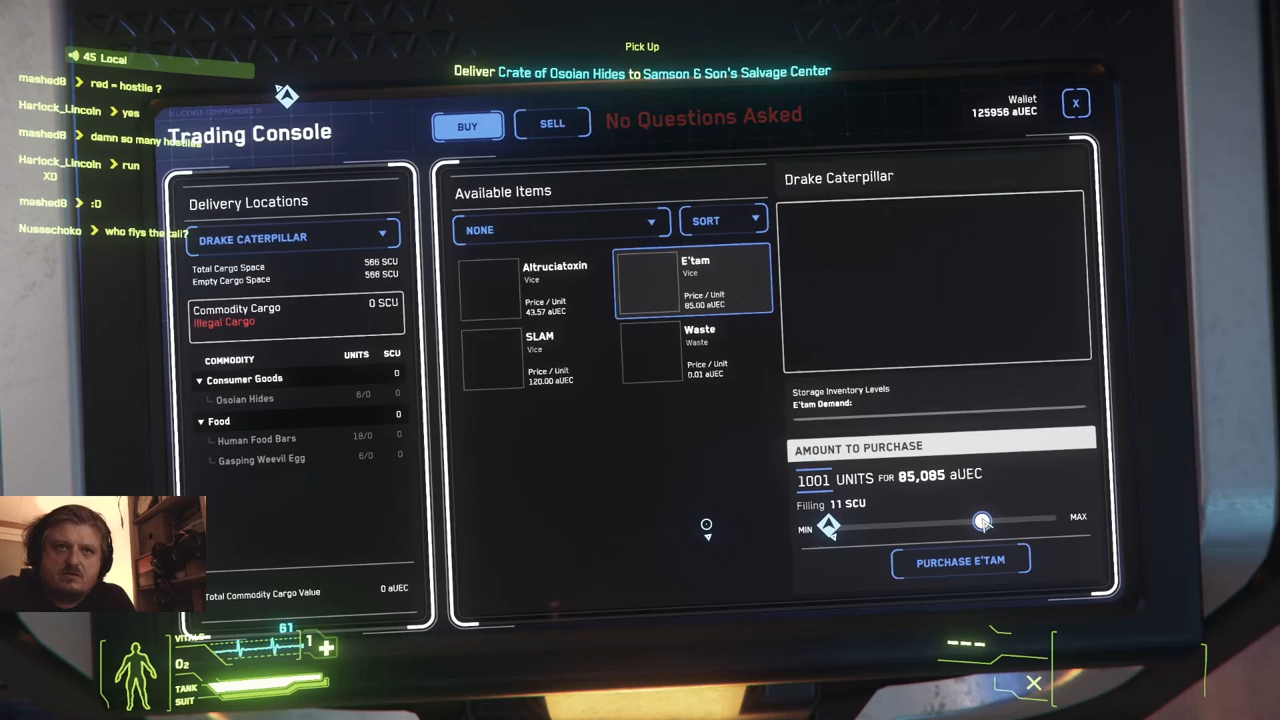 Pick Up
Deliver Crate of Osoian Hides to Samson & Son's Salvage Center
45 Local
mashed8 > red = hostile ?
Harlock_Lincoln > yes
mashed8 > damn so many hostiles
Harlock_Lincoln > run
XD
mashed8 > :D
Nussschoko > who flys the cali?
Trading Console
BUY
SELL
No Questions Asked
Wallet
125956 aUEC
X
Delivery Locations
DRAKE CATERPILLAR
Total Cargo Space 566 SCU
Empty Cargo Space 566 SCU
Commodity Cargo 0 SCU
Illegal Cargo
COMMODITY UNITS SCU
Consumer Goods 0
Osoian Hides 6/0 0
Food 0
Human Food Bars 18/0 0
Gasping Weevil Egg 6/0 0
Total Commodity Cargo Value 0 aUEC
Available Items
NONE
SORT
Altruciatoxin
Vice
Price / Unit
43.57 aUEC
E'tam
Vice
Price / Unit
85.00 aUEC
SLAM
Vice
Price / Unit
120.00 aUEC
Waste
Waste
Price / Unit
0.01 aUEC
Drake Caterpillar
Storage Inventory Levels
E'tam Demand:
AMOUNT TO PURCHASE
1001 UNITS FOR 85,085 aUEC
Filling 11 SCU
MIN
MAX
PURCHASE E'TAM
61
1
VITALS
O2
TANK
SUIT